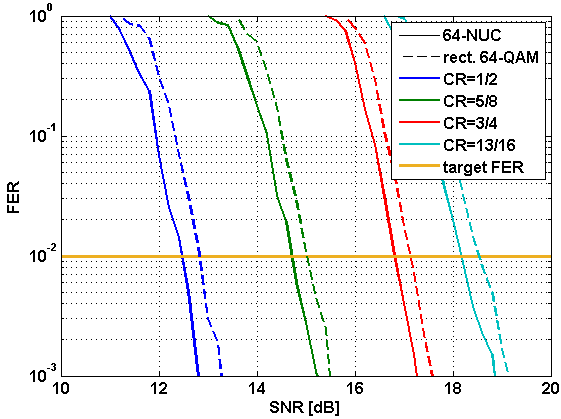 10^0
64-NUC
rect. 64-QAM
CR=1/2
CR=5/8
CR=3/4
CR=13/16
target FER
10^-1
FER
10^-2
10^-3
10 12 14 16 18 20
SNR [dB]